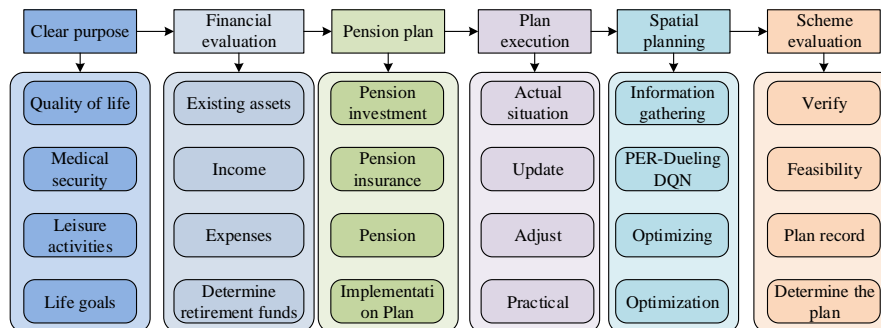 Clear purpose
Financial evaluation
Pension plan
Plan execution
Spatial planning
Scheme evaluation
Quality of life
Medical security
Leisure activities
Life goals
Existing assets
Income
Expenses
Determine retirement funds
Pension investment
Pension insurance
Pension
Implementati
on Plan
Actual situation
Update
Adjust
Practical
Information gathering
PER-Dueling DQN
Optimizing
Optimization
Verify
Feasibility
Plan record
Determine the plan